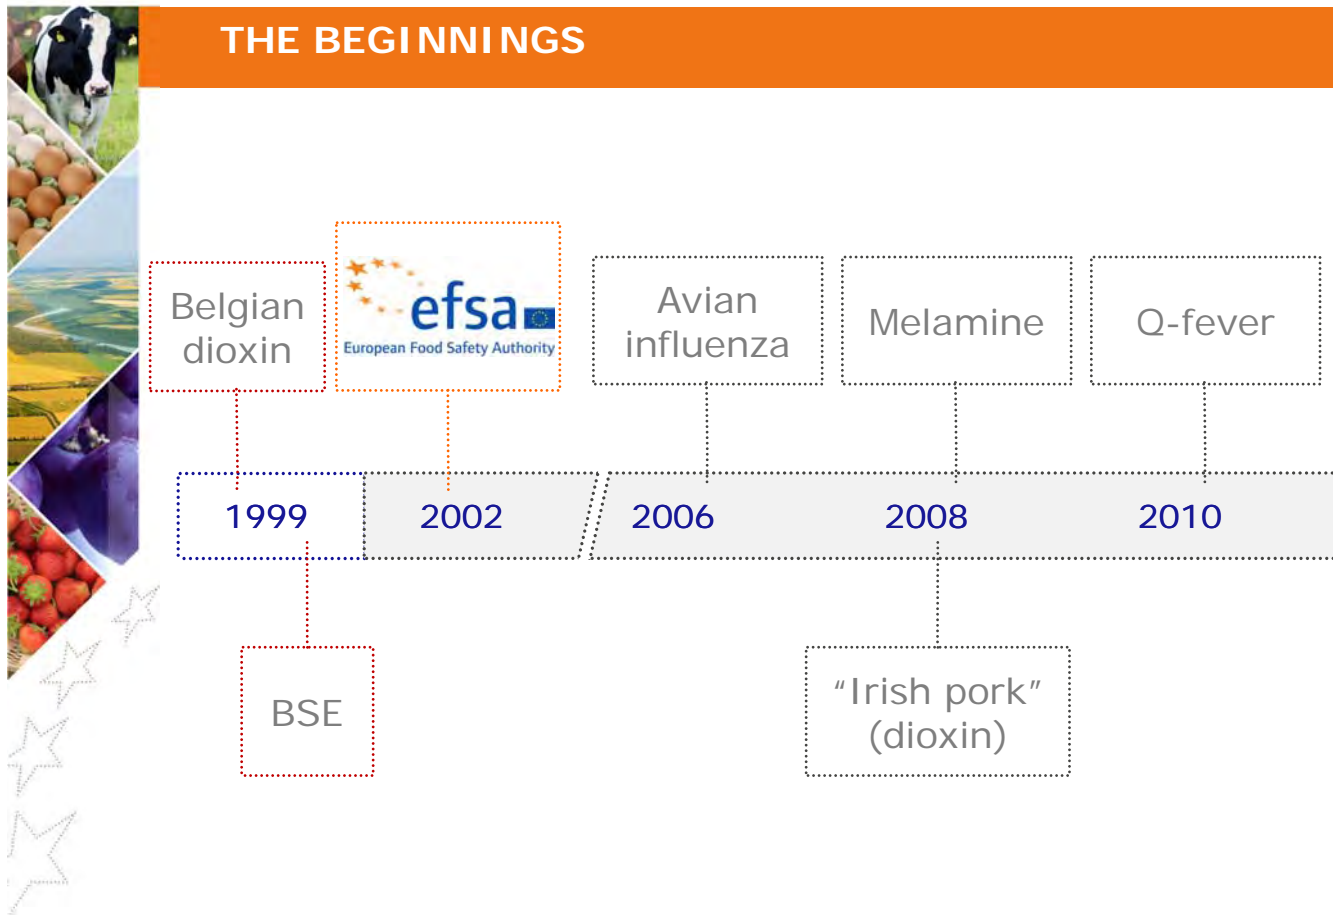 THE BEGINNINGS
Belgian
dioxin
efsa
European Food Safety Authority
Avian
influenza
Melamine
Q-fever
1999
2002
2006
2008
2010
BSE
“Irish pork”
(dioxin)